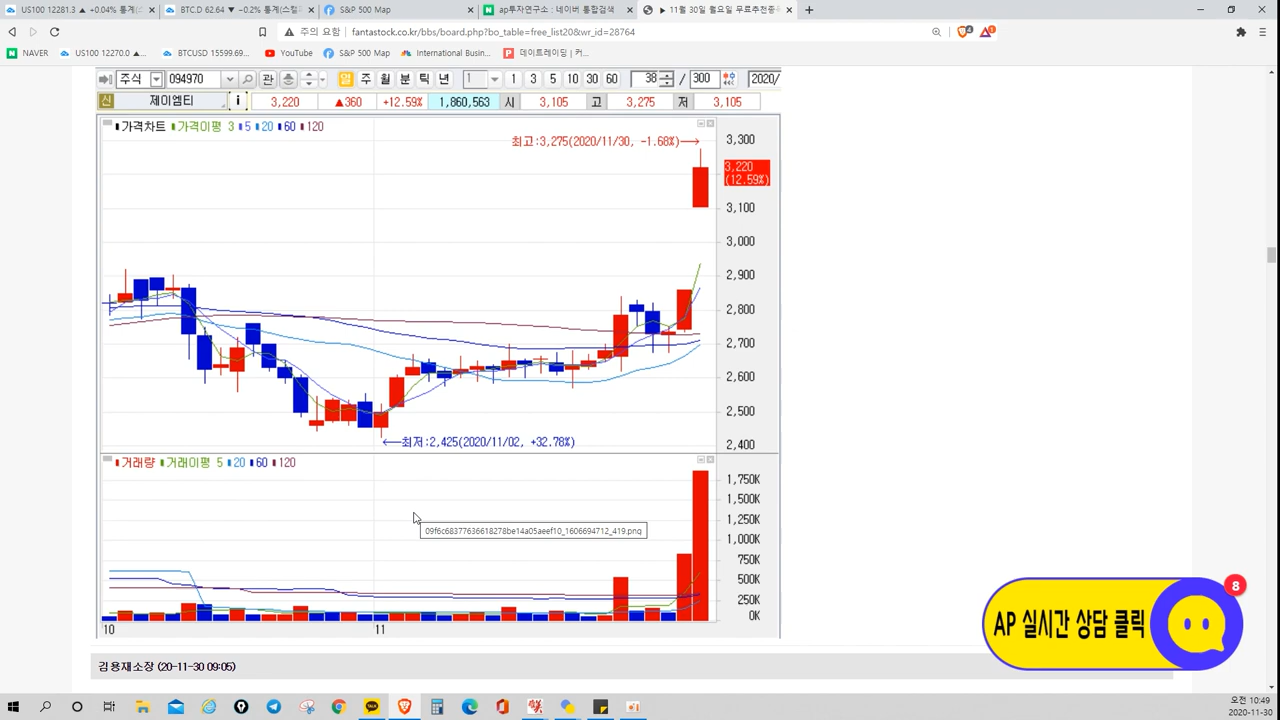 US100 12281.3 ▲ +0.04% 통계(스
BTC.D 62.64 ▼ −0.2% 통계(스틸
S&P 500 Map
ap투자연구소 : 네이버 통합검색
▶ 11월 30일 월요일 무료추천종목
주의 요함 fantastock.co.kr/bbs/board.php?bo_table=free_list20&wr_id=28764
4
1
NAVER
US100 12270.0 ▲...
BTCUSD 15599.69...
YouTube
S&P 500 Map
International Busin...
데이트레이딩 | 커...
주식 094970 관 일 주 월 분 틱 년 1 1 3 5 10 30 60 38 / 300 2020/
신 제이엠티 i 3,220 ▲360 +12.59% 1,860,563 시 3,105 고 3,275 저 3,105
가격차트 가격이평 3 5 20 60 120
최고:3,275(2020/11/30, -1.68%)→
3,300
3,220
(12.59%)
3,100
3,000
2,900
2,800
2,700
2,600
2,500
2,400
←최저:2,425(2020/11/02, +32.78%)
거래량 거래이평 5 20 60 120
1,750K
1,500K
1,250K
1,000K
750K
500K
250K
0K
09f6c68377636618278be14a05aeef10_1606694712_419.png
10
11
8
AP 실시간 상담 클릭
김용재소장 (20-11-30 09:05)
오전 10:49
2020-11-30